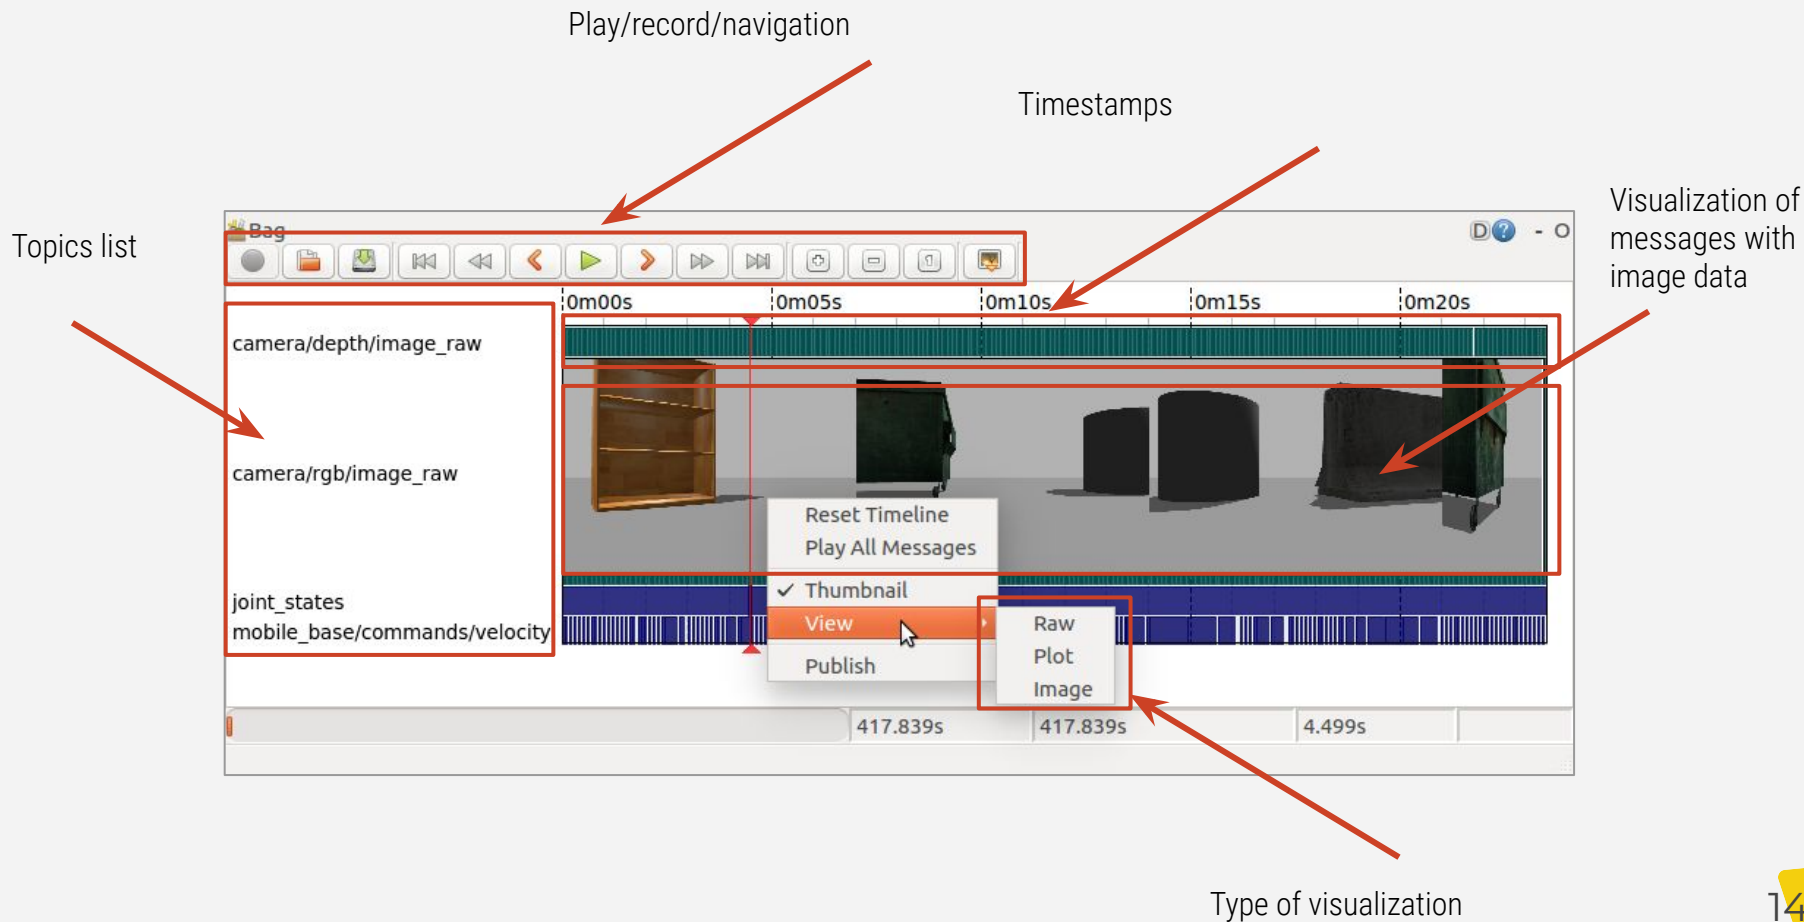 Play/record/navigation
Timestamps
Visualization of
messages with
image data
Topics list
Bag
D ? - O
0m00s 0m05s 0m10s 0m15s 0m20s
camera/depth/image_raw
camera/rgb/image_raw
joint_states
mobile_base/commands/velocity
Reset Timeline
Play All Messages
✓ Thumbnail
View
Publish
Raw
Plot
Image
417.839s 417.839s 4.499s
Type of visualization
14